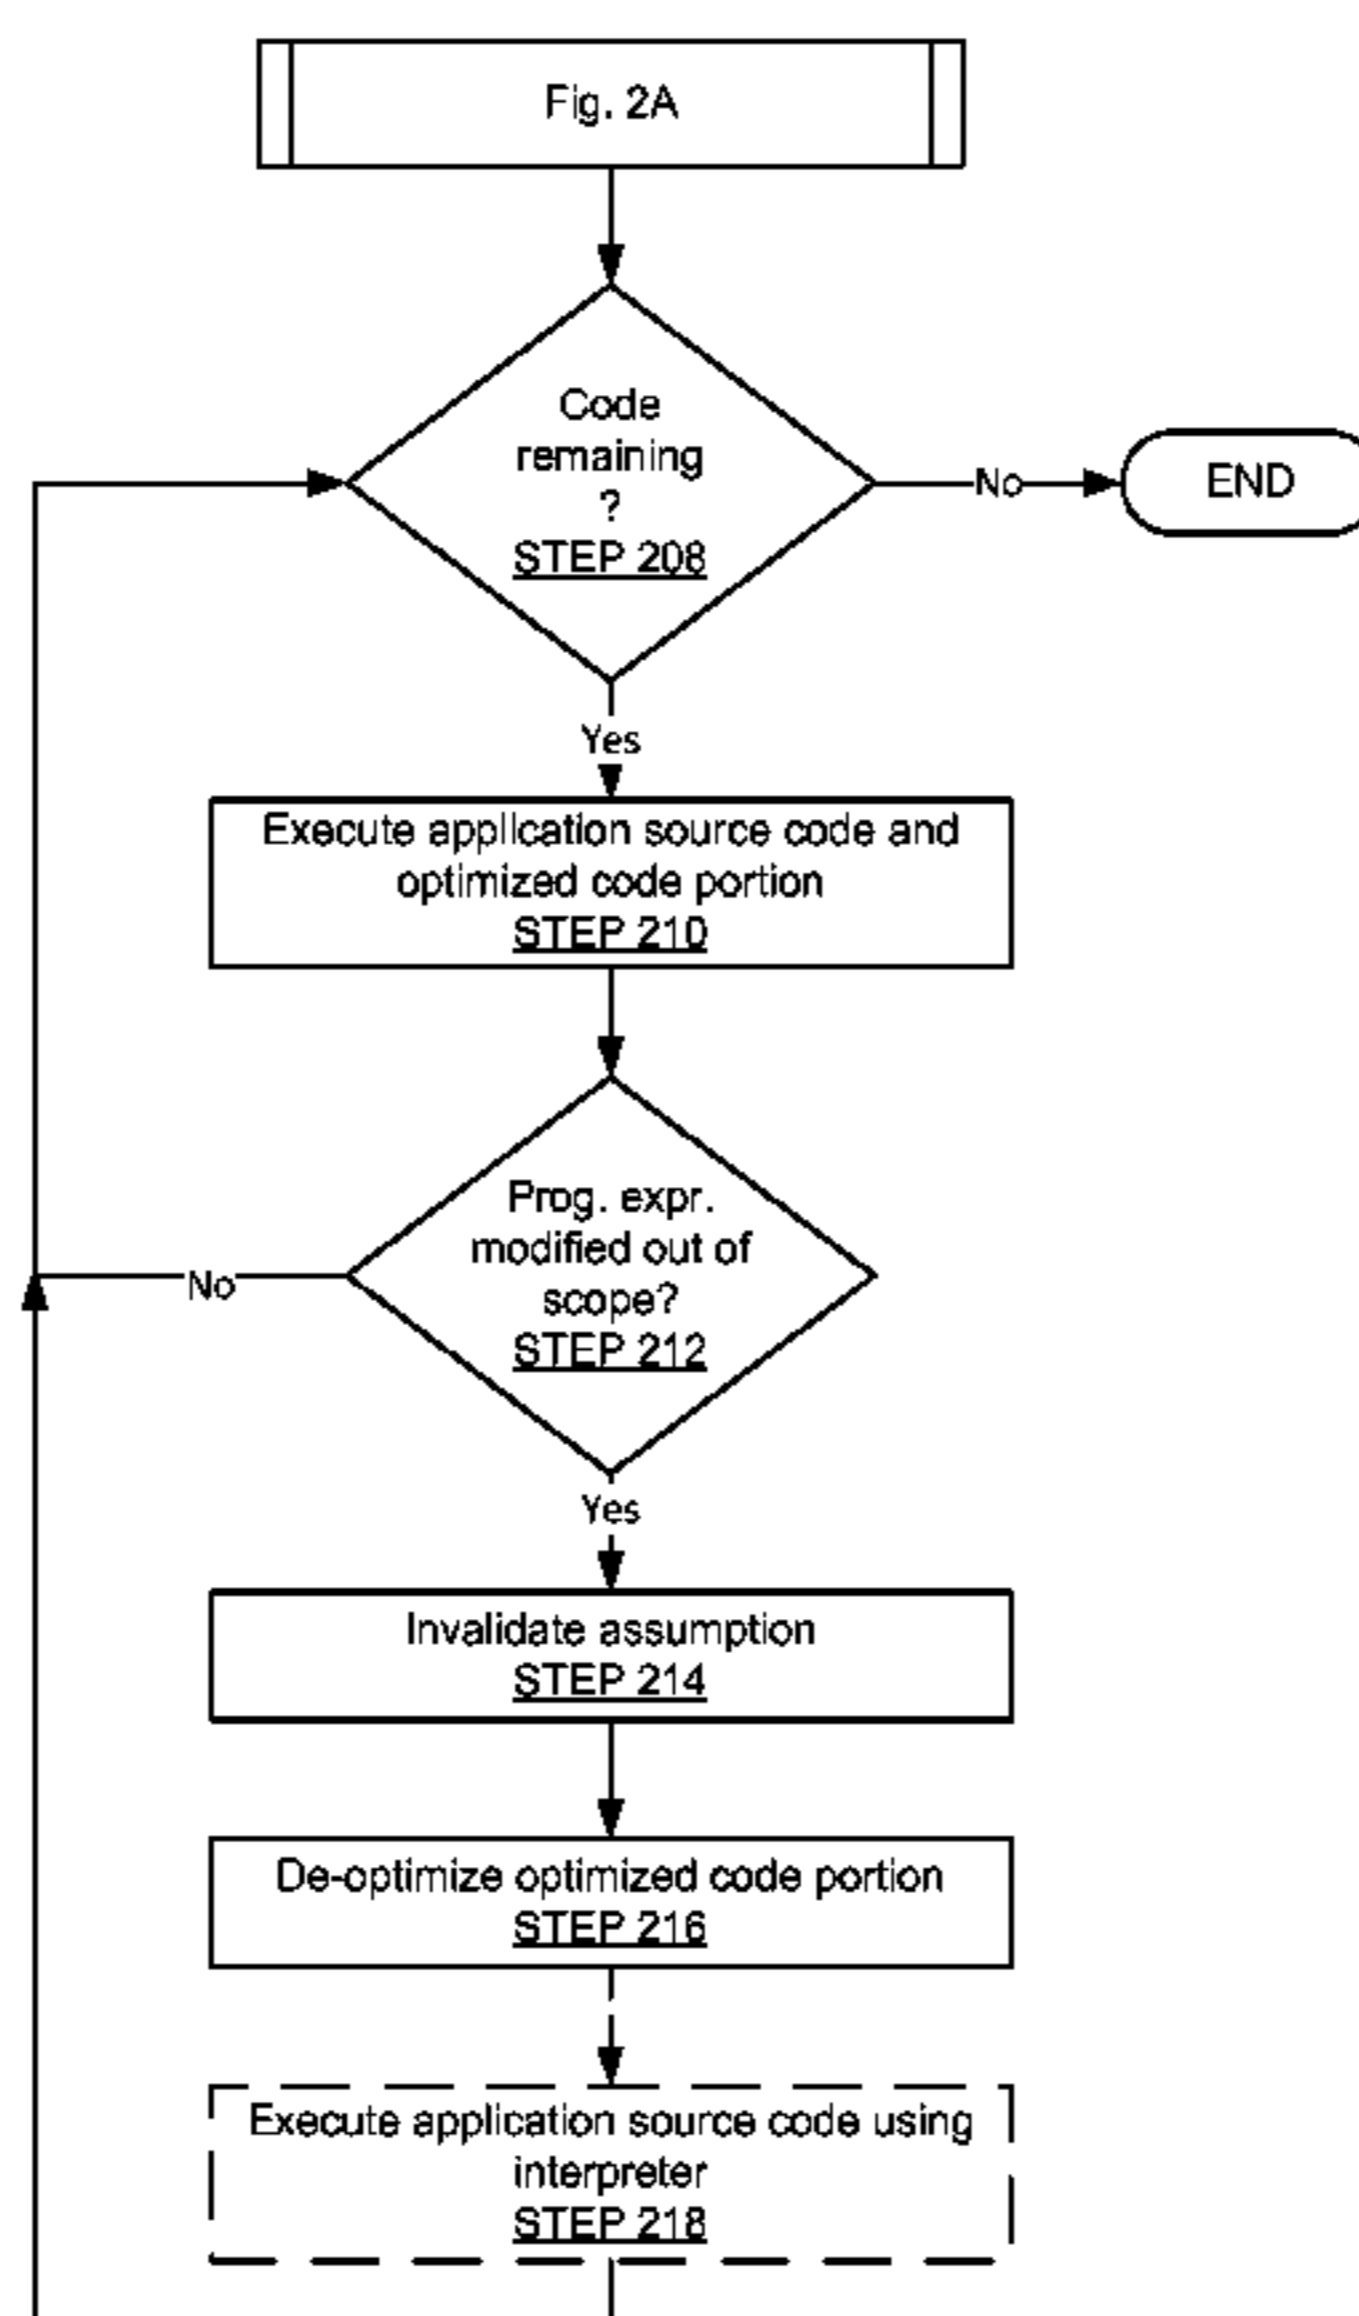 Fig. 2A
Code
remaining
?
STEP 208
No
END
Yes
Execute application source code and
optimized code portion
STEP 210
Prog. expr.
modified out of
scope?
STEP 212
No
Yes
Invalidate assumption
STEP 214
De-optimize optimized code portion
STEP 216
Execute application source code using
interpreter
STEP 218